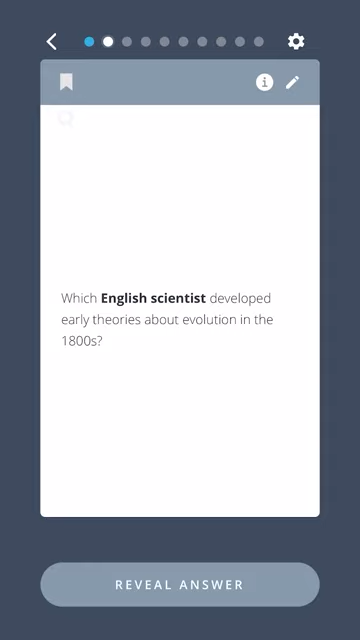 Q
Which English scientist developed
early theories about evolution in the
1800s?
REVEAL ANSWER